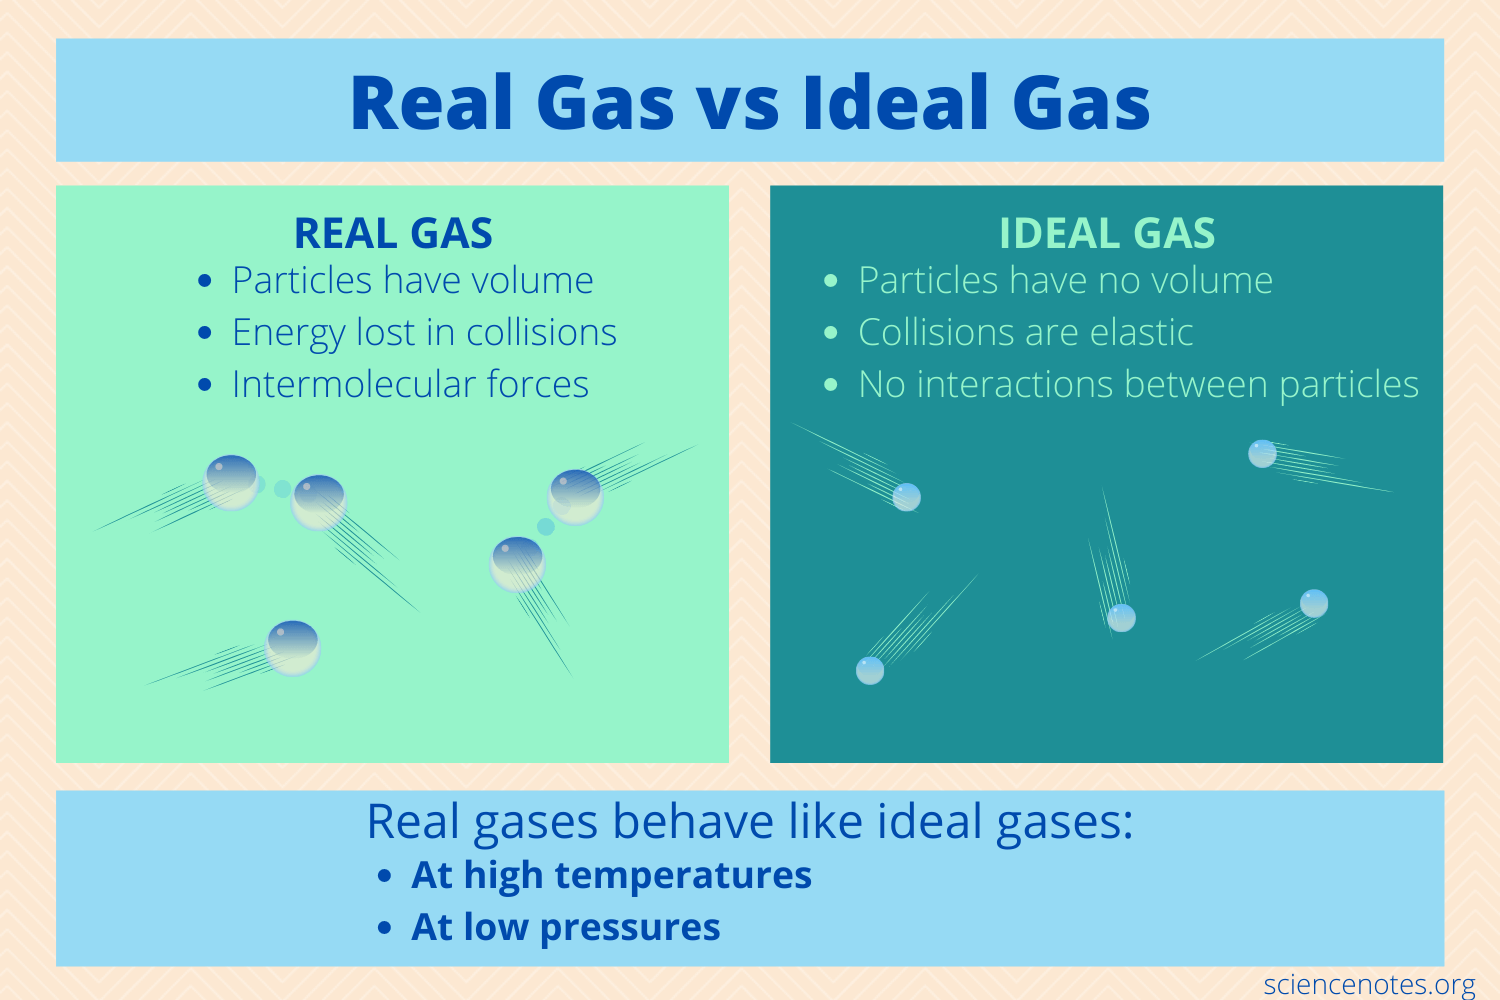 Real Gas vs Ideal Gas
REAL GAS
• Particles have volume
• Energy lost in collisions
• Intermolecular forces
IDEAL GAS
• Particles have no volume
• Collisions are elastic
• No interactions between particles
Real gases behave like ideal gases:
• At high temperatures
• At low pressures
sciencenotes.org